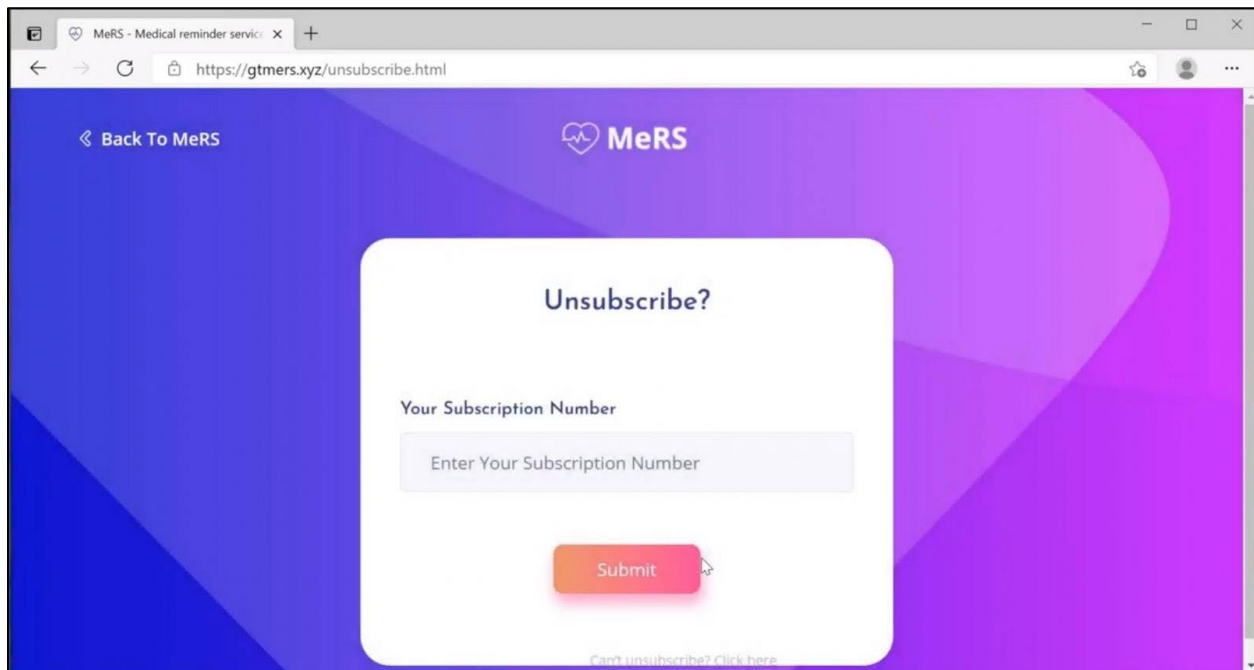 MeRS - Medical reminder service
https://gtmers.xyz/unsubscribe.html
Back To MeRS
MeRS
Unsubscribe?
Your Subscription Number
Enter Your Subscription Number
Submit
Can't unsubscribe? Click here